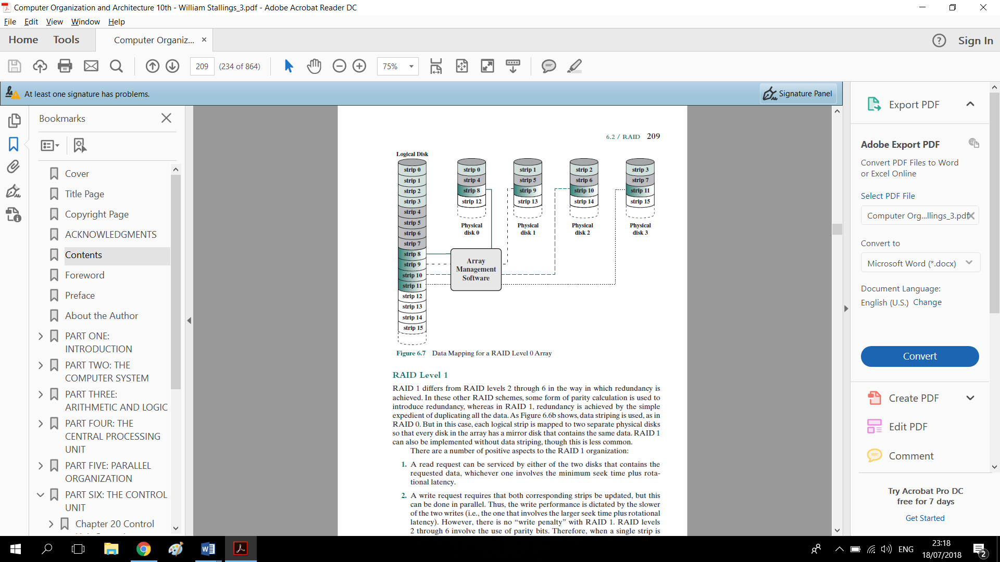 Computer Organization and Architecture 10th - William Stallings_3.pdf - Adobe Acrobat Reader DC
File Edit View Window Help
Home Tools Computer Organiz... × ? Sign In
209 (234 of 864) 75%
At least one signature has problems.
Signature Panel
Bookmarks
Cover
Title Page
Copyright Page
ACKNOWLEDGMENTS
Contents
Foreword
Preface
About the Author
PART ONE:
INTRODUCTION
PART TWO: THE
COMPUTER SYSTEM
PART THREE:
ARITHMETIC AND LOGIC
PART FOUR: THE
CENTRAL PROCESSING
UNIT
PART FIVE: PARALLEL
ORGANIZATION
PART SIX: THE CONTROL
UNIT
Chapter 20 Control
6.2 / RAID 209
Logical Disk
strip 0
strip 1
strip 2
strip 3
strip 4
strip 5
strip 6
strip 7
strip 8
strip 9
strip 10
strip 11
strip 12
strip 13
strip 14
strip 15
strip 0
strip 4
strip 8
strip 12
Physical
disk 0
strip 1
strip 5
strip 9
strip 13
Physical
disk 1
strip 2
strip 6
strip 10
strip 14
Physical
disk 2
strip 3
strip 7
strip 11
strip 15
Physical
disk 3
Array
Management
Software
Figure 6.7 Data Mapping for a RAID Level 0 Array
RAID Level 1
RAID 1 differs from RAID levels 2 through 6 in the way in which redundancy is
achieved. In these other RAID schemes, some form of parity calculation is used to
introduce redundancy, whereas in RAID 1, redundancy is achieved by the simple
expedient of duplicating all the data. As Figure 6.6b shows, data striping is used, as in
RAID 0. But in this case, each logical strip is mapped to two separate physical disks
so that every disk in the array has a mirror disk that contains the same data. RAID 1
can also be implemented without data striping, though this is less common.
There are a number of positive aspects to the RAID 1 organization:
1. A read request can be serviced by either of the two disks that contains the
requested data, whichever one involves the minimum seek time plus rota-
tional latency.
2. A write request requires that both corresponding strips be updated, but this
can be done in parallel. Thus, the write performance is dictated by the slower
of the two writes (i.e., the one that involves the larger seek time plus rotational
latency). However, there is no “write penalty” with RAID 1. RAID levels
2 through 6 involve the use of parity bits. Therefore, when a single strip is
Export PDF
Adobe Export PDF
Convert PDF Files to Word
or Excel Online
Select PDF File
Computer Org...llings_3.pdf
Convert to
Microsoft Word (*.docx)
Document Language:
English (U.S.) Change
Convert
Create PDF
Edit PDF
Comment
Try Acrobat Pro DC
free for 7 days
Get Started
ENG
23:18
18/07/2018
2